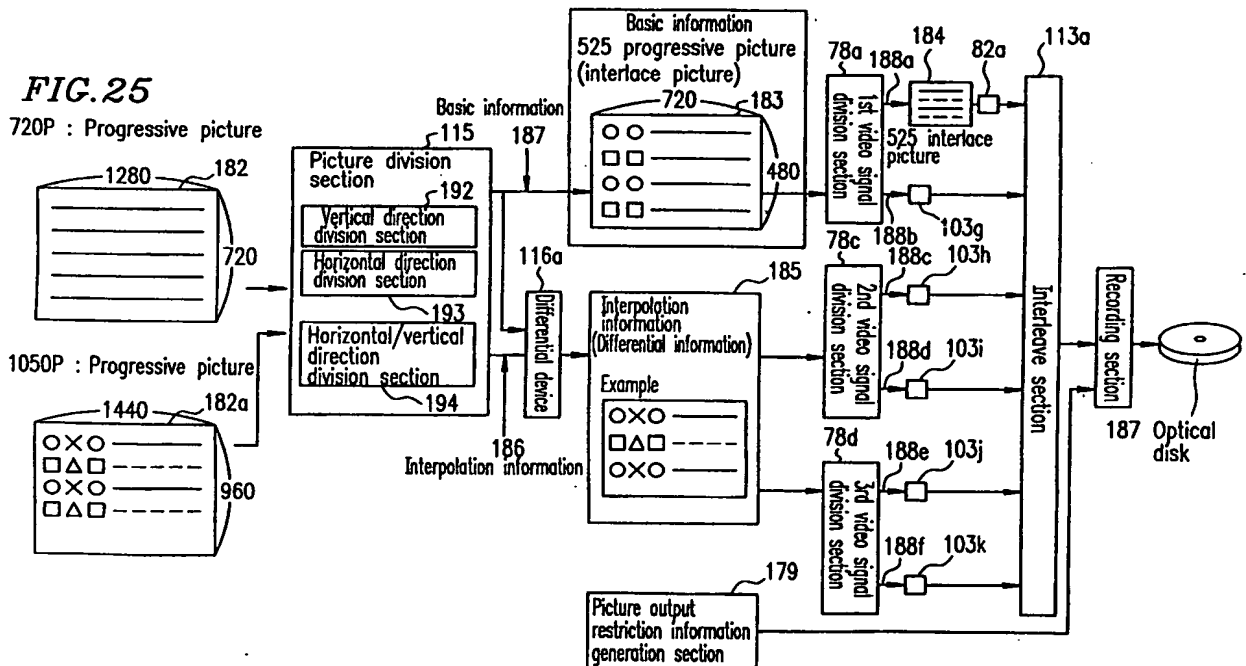 FIG.25
720P : Progressive picture
1280
182
720
1050P : Progressive picture
1440
182a
960
115
Picture division
section
192
Vertical direction
division section
Horizontal direction
division section
193
Horizontal/vertical
direction
division section
194
Basic information
187
116a
Differential device
186
Interpolation information
Basic information
525 progressive picture
(interlace picture)
720
183
480
185
Interpolation
information
(Differential information)
Example
179
Picture output
restriction information
generation section
78a
1st video signal
division section
188a
184
82a
525 interlace
picture
188b
103g
78c
2nd video signal
division section
188c
103h
188d
103i
78d
3rd video signal
division section
188e
103j
188f
103k
113a
Interleave section
Recording section
187 Optical
disk